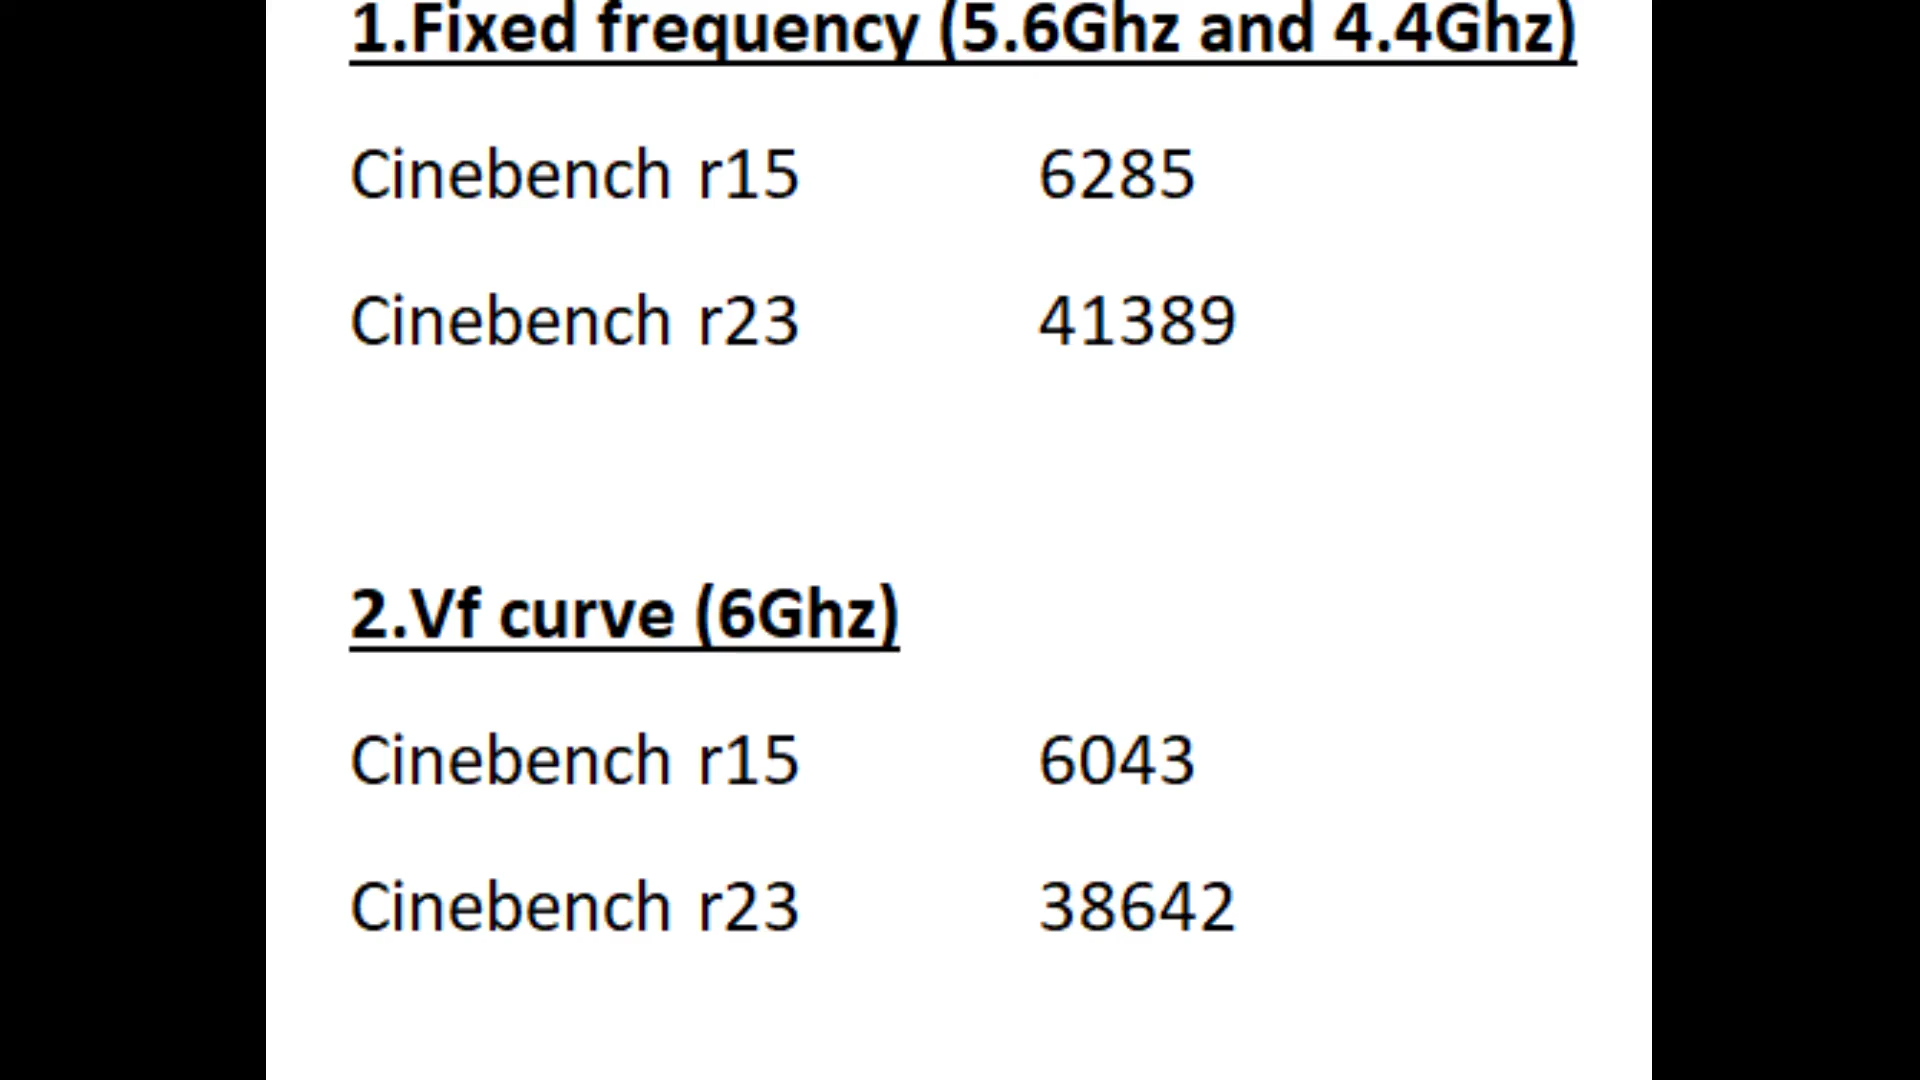 1.Fixed frequency (5.6Ghz and 4.4Ghz)
Cinebench r15 6285
Cinebench r23 41389
2.Vf curve (6Ghz)
Cinebench r15 6043
Cinebench r23 38642